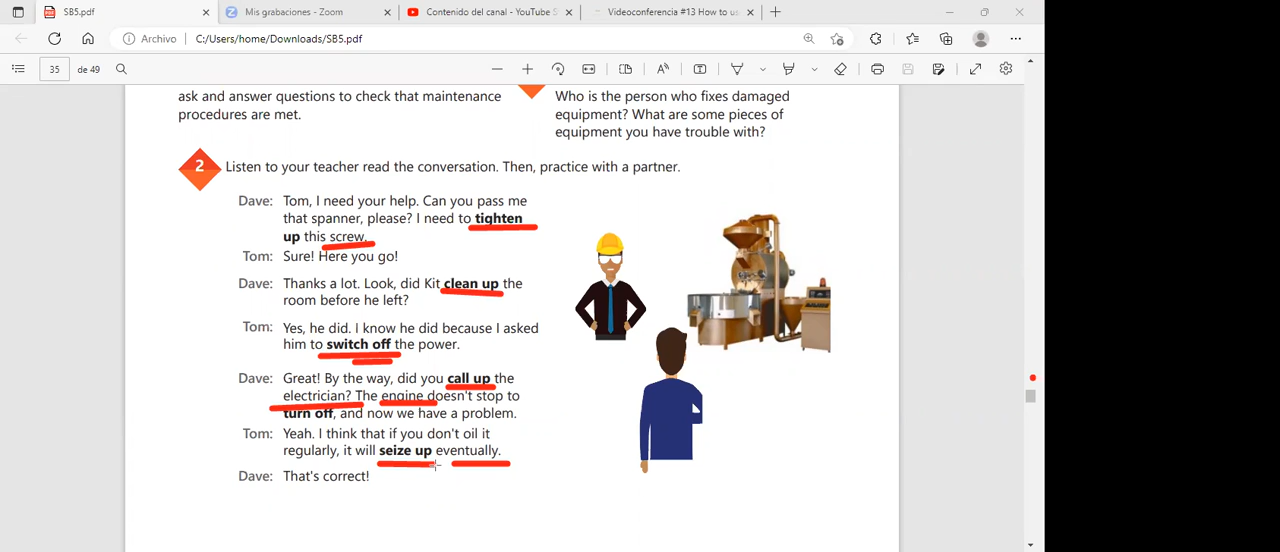 SB5.pdf
Mis grabaciones - Zoom
Contenido del canal - YouTube S
Videoconferencia #13 How to us
Archivo
C:/Users/home/Downloads/SB5.pdf
35 de 49
ask and answer questions to check that maintenance
procedures are met.
Who is the person who fixes damaged
equipment? What are some pieces of
equipment you have trouble with?
2 Listen to your teacher read the conversation. Then, practice with a partner.
Dave: Tom, I need your help. Can you pass me
that spanner, please? I need to tighten
up this screw.
Tom: Sure! Here you go!
Dave: Thanks a lot. Look, did Kit clean up the
room before he left?
Tom: Yes, he did. I know he did because I asked
him to switch off the power.
Dave: Great! By the way, did you call up the
electrician? The engine doesn't stop to
turn off, and now we have a problem.
Tom: Yeah. I think that if you don't oil it
regularly, it will seize up eventually.
Dave: That's correct!